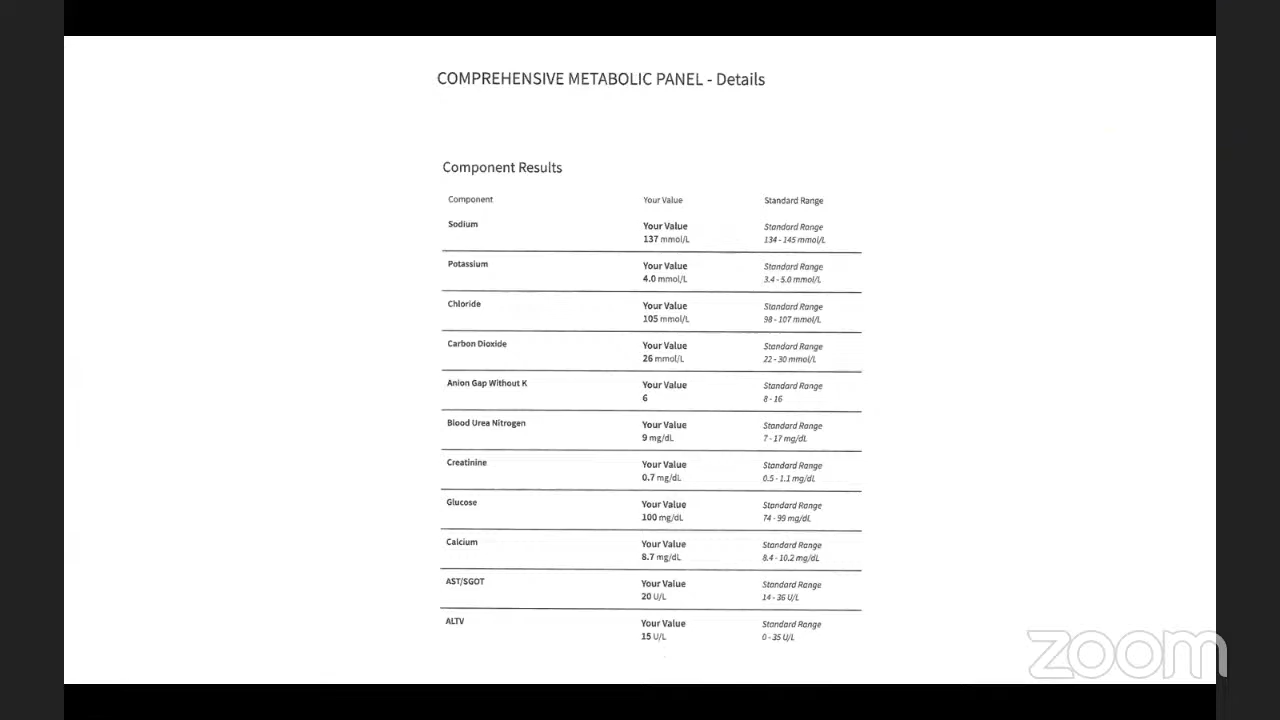 COMPREHENSIVE METABOLIC PANEL - Details
Component Results
Component Your Value Standard Range
Sodium Your Value Standard Range
137 mmol/L 134 - 145 mmol/L
Potassium Your Value Standard Range
4.0 mmol/L 3.4 - 5.0 mmol/L
Chloride Your Value Standard Range
105 mmol/L 98 - 107 mmol/L
Carbon Dioxide Your Value Standard Range
26 mmol/L 22 - 30 mmol/L
Anion Gap Without K Your Value Standard Range
6 8 - 16
Blood Urea Nitrogen Your Value Standard Range
9 mg/dL 7 - 17 mg/dL
Creatinine Your Value Standard Range
0.7 mg/dL 0.5 - 1.1 mg/dL
Glucose Your Value Standard Range
100 mg/dL 74 - 99 mg/dL
Calcium Your Value Standard Range
8.7 mg/dL 8.4 - 10.2 mg/dL
AST/SGOT Your Value Standard Range
20 U/L 14 - 36 U/L
ALTV Your Value Standard Range
15 U/L 0 - 35 U/L
zoom